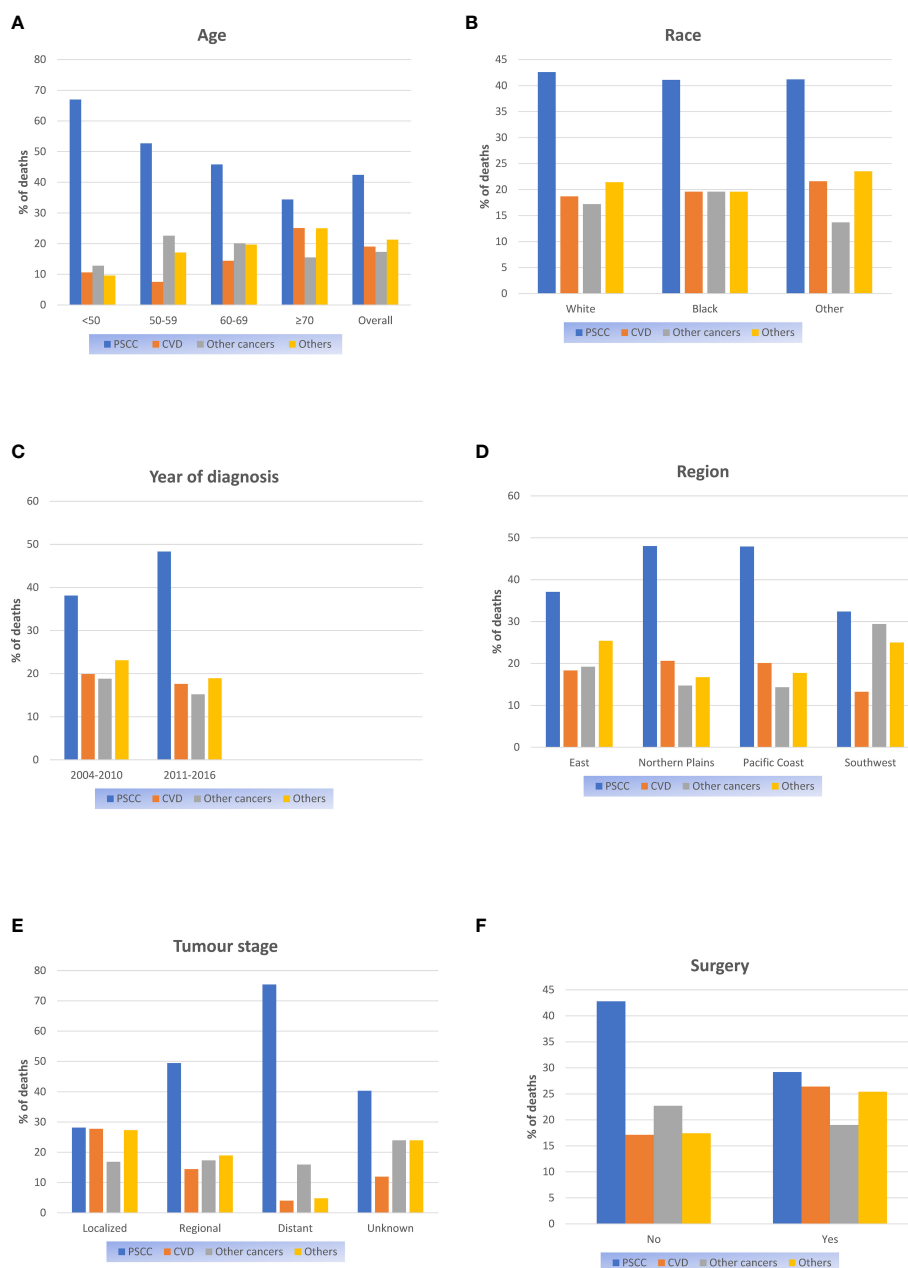 A
Age
80
70
60
50
40
30
20
10
0
% of deaths
<50 50-59 60-69 ≥70 Overall
PSCC CVD Other cancers Others
B
Race
45
40
35
30
25
20
15
10
5
0
% of deaths
White Black Other
PSCC CVD Other cancers Others
C
Year of diagnosis
60
50
40
30
20
10
0
% of deaths
2004-2010 2011-2016
PSCC CVD Other cancers Others
D
Region
60
50
40
30
20
10
0
% of deaths
East Northern Plains Pacific Coast Southwest
PSCC CVD Other cancers Others
E
Tumour stage
80
70
60
50
40
30
20
10
0
% of deaths
Localized Regional Distant Unknown
PSCC CVD Other cancers Others
F
Surgery
45
40
35
30
25
20
15
10
5
0
% of deaths
No Yes
PSCC CVD Other cancers Others